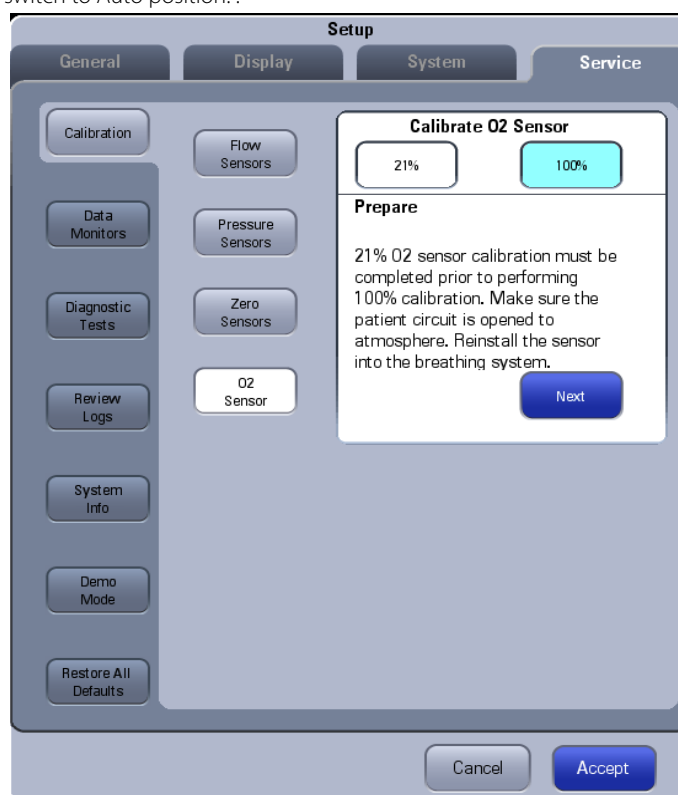 switch to Auto position. .
Setup
General
Display
System
Service
Calibration
Data
Monitors
Diagnostic
Tests
Review
Logs
System
Info
Demo
Mode
Restore All
Defaults
Flow
Sensors
Pressure
Sensors
Zero
Sensors
O2
Sensor
Calibrate O2 Sensor
21%
100%
Prepare
21% O2 sensor calibration must be
completed prior to performing
100% calibration. Make sure the
patient circuit is opened to
atmosphere. Reinstall the sensor
into the breathing system.
Next
Cancel
Accept